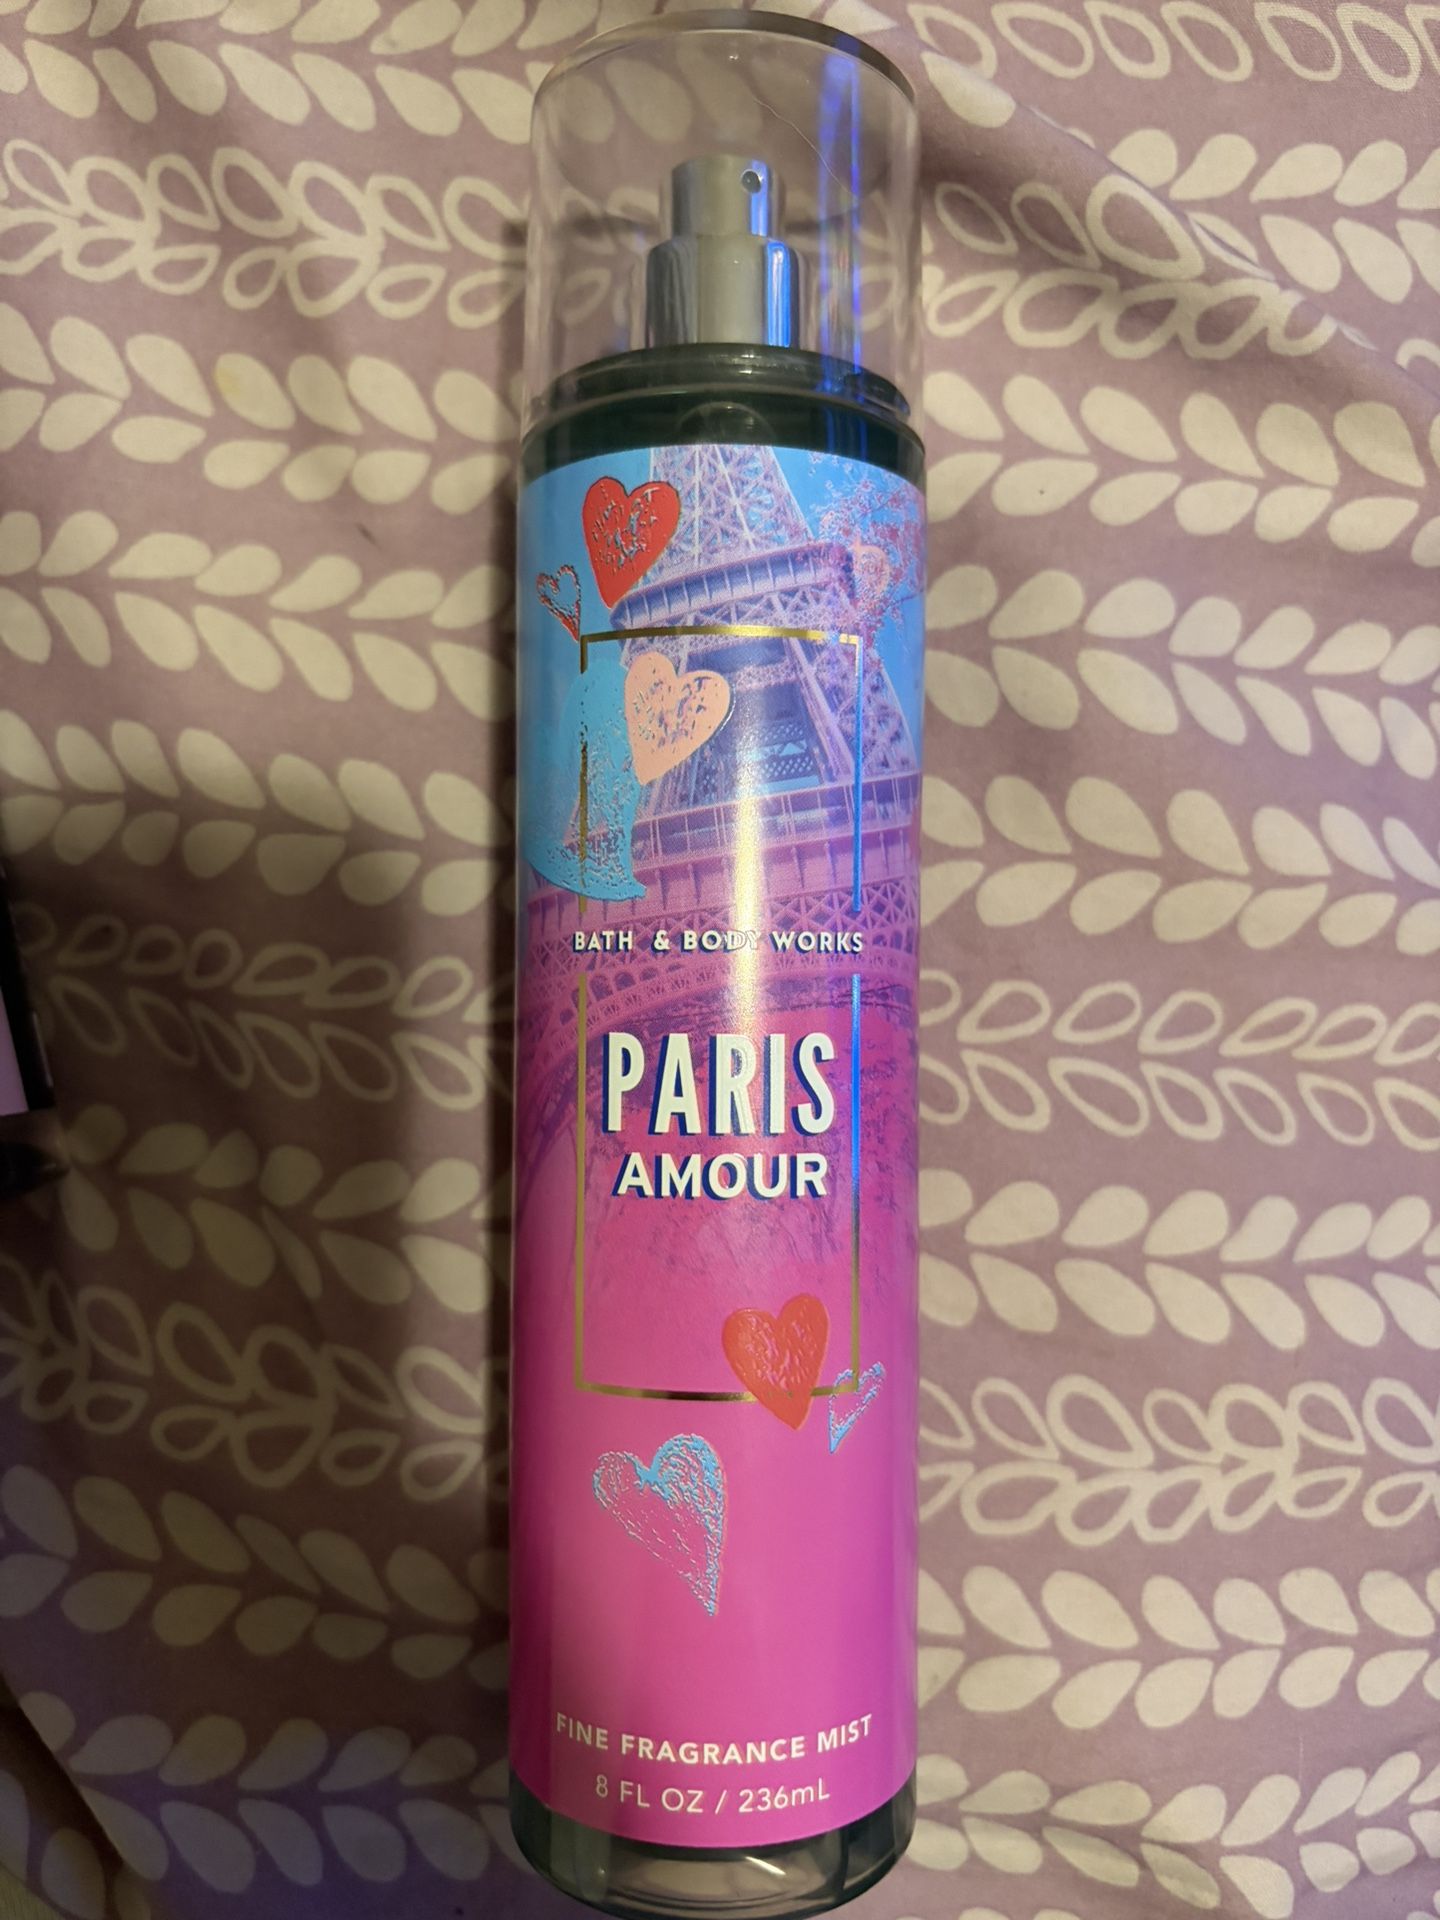 BATH & BODY WORKS
PARIS
AMOUR
FINE FRAGRANCE MIST
8 FL OZ / 236mL